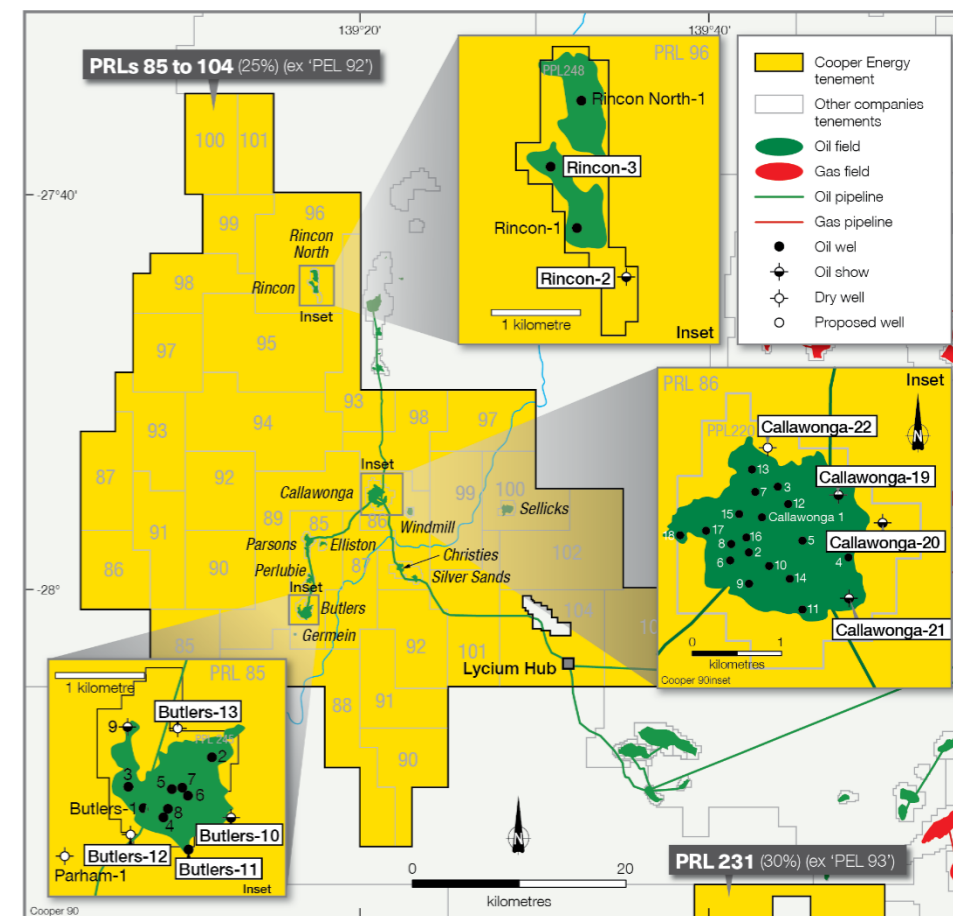 139°20'
139°40'
PRLs 85 to 104 (25%) (ex 'PEL 92')
-27°40'
-28°
100
101
99
96
Rincon
North
98
Rincon
Inset
97
95
93
94
98
97
93
87
92
Inset
Callawonga
99
100
Sellicks
91
89
85
86
Windmill
Parsons
Elliston
102
86
90
Perlubie
87
Christies
Silver Sands
Inset
Butlers
Germein
104
85
92
101
Lycium Hub
88
91
90
PRL 96
PPL248
Rincon North-1
Rincon-3
Rincon-1
Rincon-2
1 kilometre
Inset
Cooper Energy
tenement
Other companies
tenements
Oil field
Gas field
Oil pipeline
Gas pipeline
Oil wel
Oil show
Dry well
Proposed well
PRL 86
Inset
N
PPL220
Callawonga-22
13
3
7
Callawonga-19
12
15
Callawonga 1
17
18
16
5
Callawonga-20
8
2
4
6
10
14
9
11
Callawonga-21
0 1
kilometres
Cooper 90inset
1 kilometre
PRL 85
Butlers-13
9
PPL 245
2
3
5
7
6
Butlers-1
8
4
Butlers-10
Butlers-12
Butlers-11
Parham-1
Inset
N
0 10 20
kilometres
PRL 231 (30%) (ex 'PEL 93')
Cooper 90